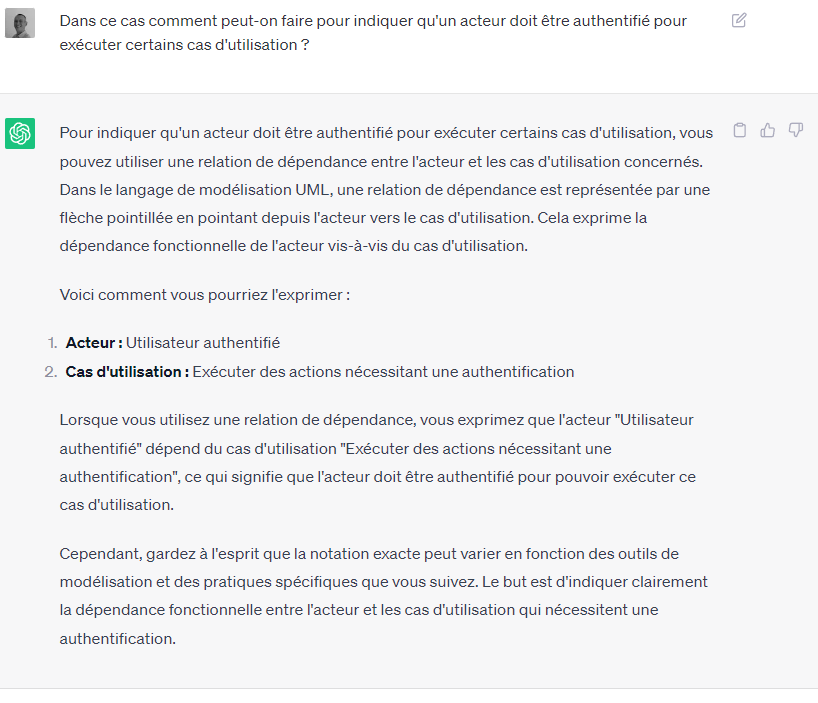 Dans ce cas comment peut-on faire pour indiquer qu'un acteur doit être authentifié pour
exécuter certains cas d'utilisation ?
Pour indiquer qu'un acteur doit être authentifié pour exécuter certains cas d'utilisation, vous
pouvez utiliser une relation de dépendance entre l'acteur et les cas d'utilisation concernés.
Dans le langage de modélisation UML, une relation de dépendance est représentée par une
flèche pointillée en pointant depuis l'acteur vers le cas d'utilisation. Cela exprime la
dépendance fonctionnelle de l'acteur vis-à-vis du cas d'utilisation.
Voici comment vous pourriez l'exprimer :
1. Acteur : Utilisateur authentifié
2. Cas d'utilisation : Exécuter des actions nécessitant une authentification
Lorsque vous utilisez une relation de dépendance, vous exprimez que l'acteur "Utilisateur
authentifié" dépend du cas d'utilisation "Exécuter des actions nécessitant une
authentification", ce qui signifie que l'acteur doit être authentifié pour pouvoir exécuter ce
cas d'utilisation.
Cependant, gardez à l'esprit que la notation exacte peut varier en fonction des outils de
modélisation et des pratiques spécifiques que vous suivez. Le but est d'indiquer clairement
la dépendance fonctionnelle entre l'acteur et les cas d'utilisation qui nécessitent une
authentification.